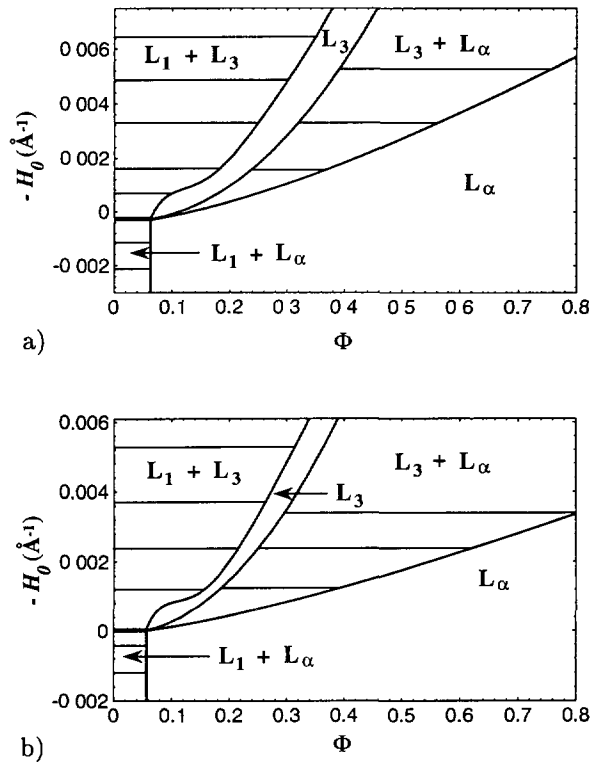 0 006
L₁ + L₃
L₃
L₃ + Lα
0 004
- H₀ (Å⁻¹)
0 002
Lα
0
L₁ + Lα
-0 002
0 0.1 0.2 0 3 0 4 0 5 0 6 0 7 0.8
a) Φ
0.006
L₁ + L₃
L₃ + Lα
L₃
0.004
- H₀ (Å⁻¹)
0 002
Lα
0
L₁ + Lα
-0 002
0 0.1 0.2 0.3 0.4 0.5 0.6 0.7 0.8
b) Φ